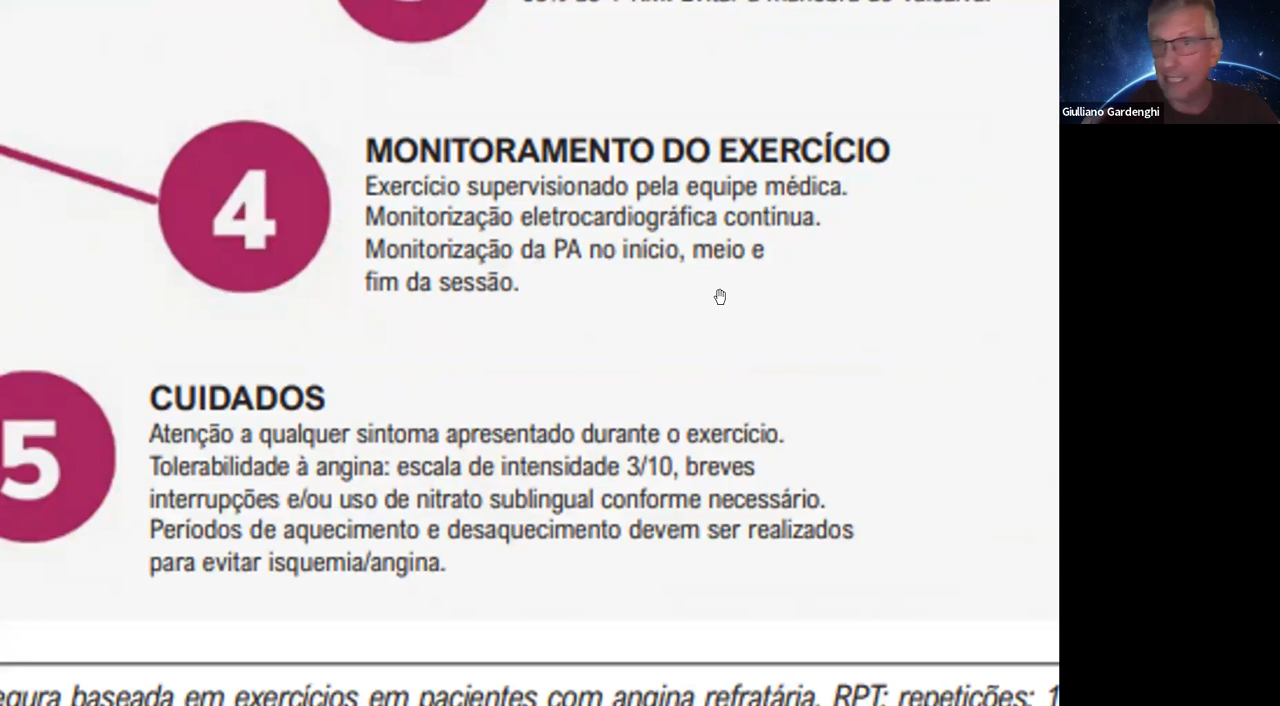 MONITORAMENTO DO EXERCÍCIO
4
Exercício supervisionado pela equipe médica.
Monitorização eletrocardiográfica contínua.
Monitorização da PA no início, meio e
fim da sessão.
CUIDADOS
5
Atenção a qualquer sintoma apresentado durante o exercício.
Tolerabilidade à angina: escala de intensidade 3/10, breves
interrupções e/ou uso de nitrato sublingual conforme necessário.
Períodos de aquecimento e desaquecimento devem ser realizados
para evitar isquemia/angina.
baseada em exercícios em pacientes com angina refratária. RPT: repetições; 1
Giulliano Gardenghi